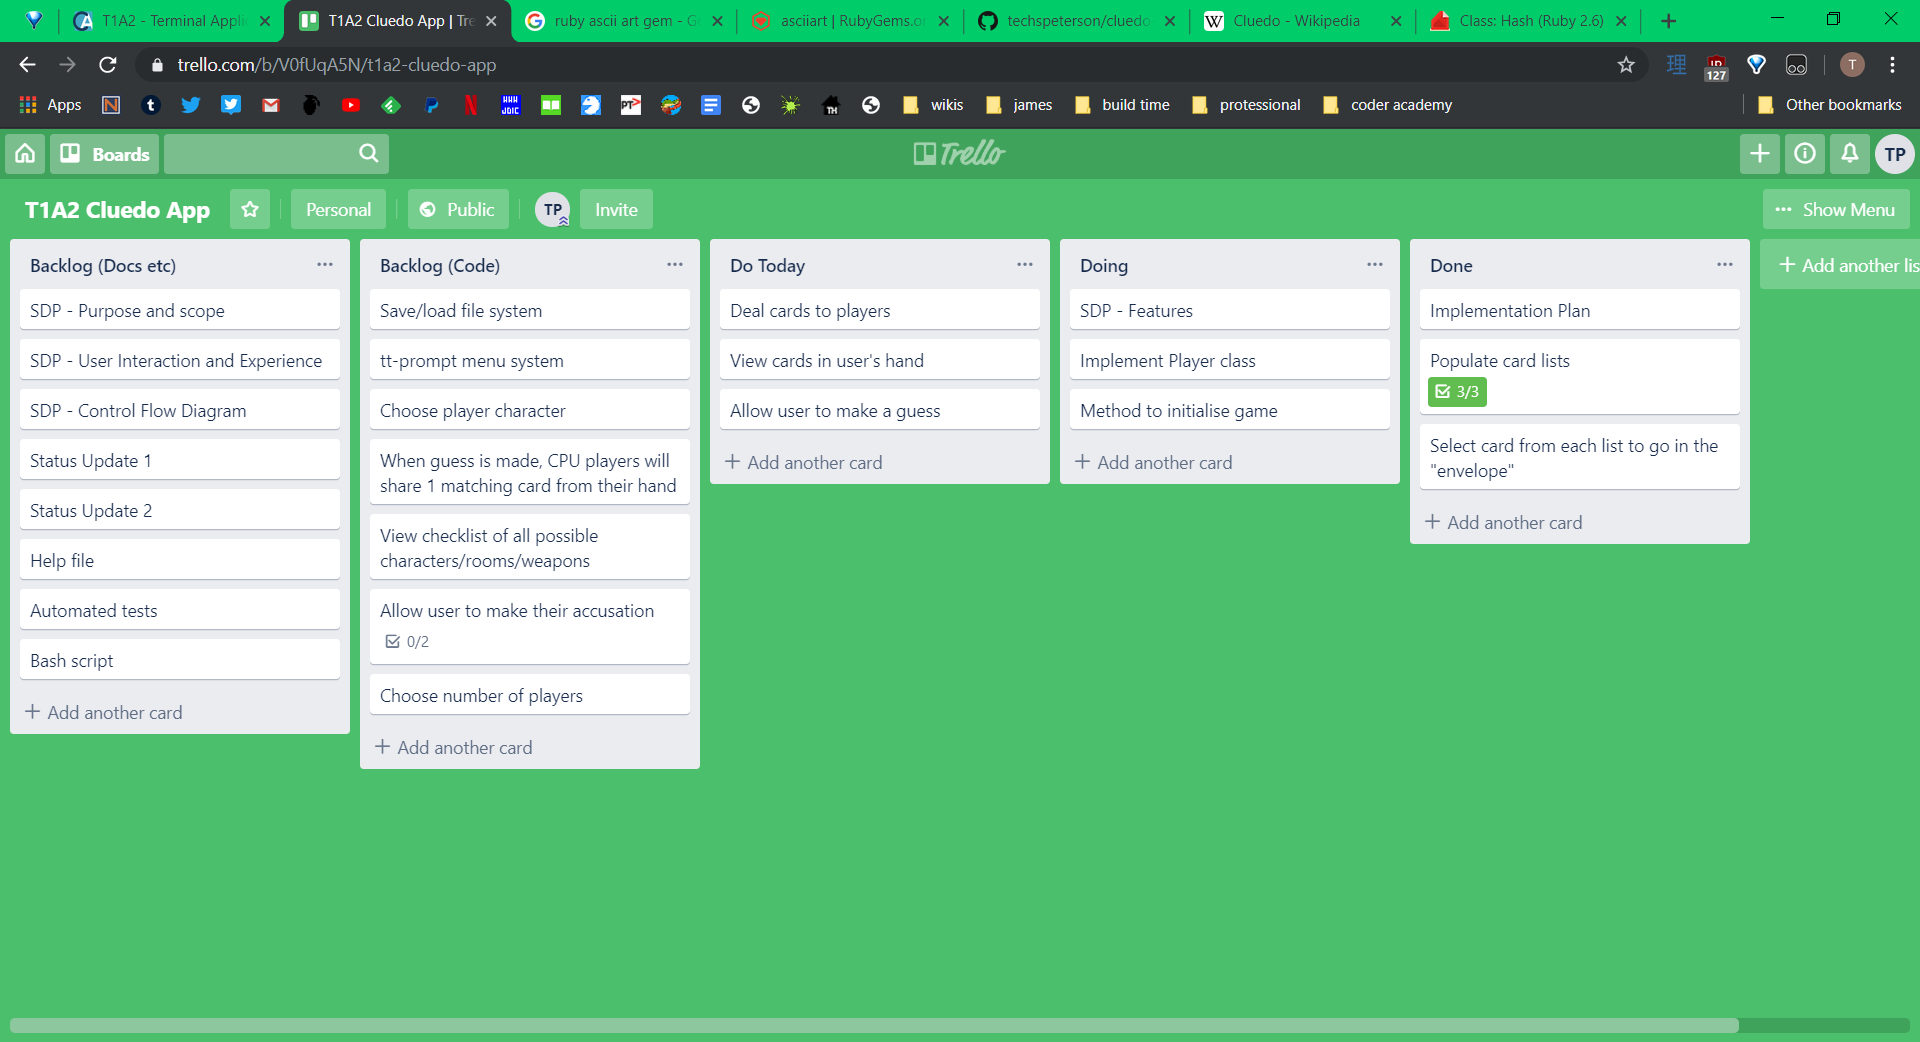 T1A2 - Terminal Appli
T1A2 Cluedo App | Tre
ruby ascii art gem - G
asciiart | RubyGems.or
techspeterson/cluedo
Cluedo - Wikipedia
Class: Hash (Ruby 2.6)
trello.com/b/V0fUqA5N/t1a2-cluedo-app
理
127
T
Apps
wikis
james
build time
protessional
coder academy
Other bookmarks
Boards
Trello
TP
T1A2 Cluedo App
Personal
Public
TP
Invite
Show Menu
Backlog (Docs etc)
SDP - Purpose and scope
SDP - User Interaction and Experience
SDP - Control Flow Diagram
Status Update 1
Status Update 2
Help file
Automated tests
Bash script
Add another card
Backlog (Code)
Save/load file system
tt-prompt menu system
Choose player character
When guess is made, CPU players will
share 1 matching card from their hand
View checklist of all possible
characters/rooms/weapons
Allow user to make their accusation
0/2
Choose number of players
Add another card
Do Today
Deal cards to players
View cards in user's hand
Allow user to make a guess
Add another card
Doing
SDP - Features
Implement Player class
Method to initialise game
Add another card
Done
Implementation Plan
Populate card lists
3/3
Select card from each list to go in the
"envelope"
Add another card
Add another lis